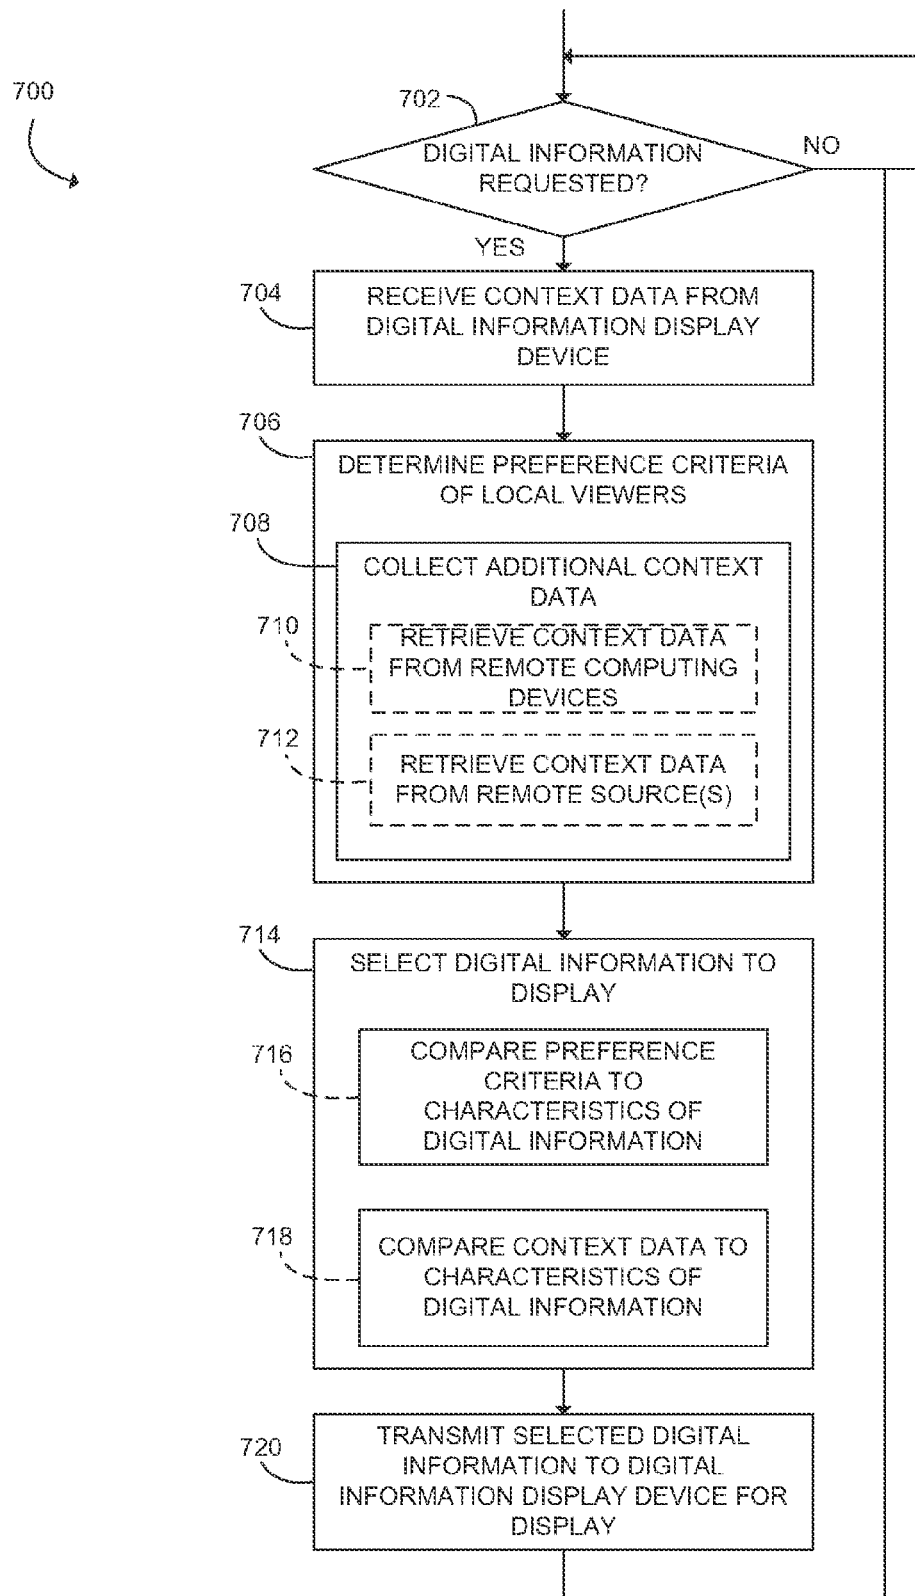 700
702
DIGITAL INFORMATION
REQUESTED?
NO
YES
704
RECEIVE CONTEXT DATA FROM
DIGITAL INFORMATION DISPLAY
DEVICE
706
DETERMINE PREFERENCE CRITERIA
OF LOCAL VIEWERS
708
COLLECT ADDITIONAL CONTEXT
DATA
710
RETRIEVE CONTEXT DATA
FROM REMOTE COMPUTING
DEVICES
712
RETRIEVE CONTEXT DATA
FROM REMOTE SOURCE(S)
714
SELECT DIGITAL INFORMATION TO
DISPLAY
716
COMPARE PREFERENCE
CRITERIA TO
CHARACTERISTICS OF
DIGITAL INFORMATION
718
COMPARE CONTEXT DATA TO
CHARACTERISTICS OF
DIGITAL INFORMATION
720
TRANSMIT SELECTED DIGITAL
INFORMATION TO DIGITAL
INFORMATION DISPLAY DEVICE FOR
DISPLAY